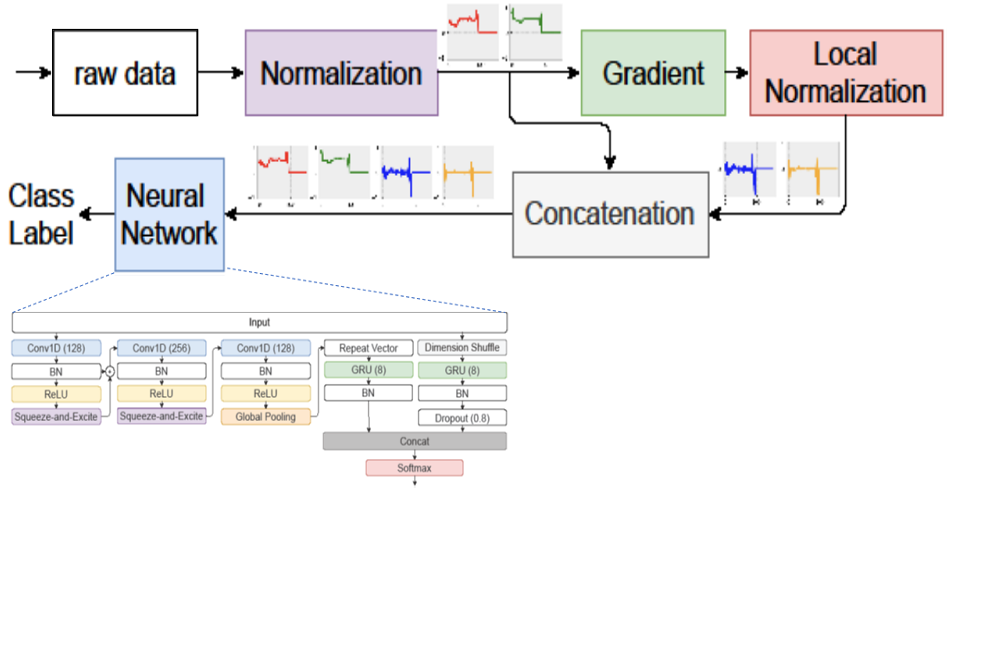 raw data
Normalization
Gradient
Local
Normalization
Class
Label
Neural
Network
Concatenation
Input
Conv1D (128)
BN
ReLU
Squeeze-and-Excite
Conv1D (256)
BN
ReLU
Squeeze-and-Excite
Conv1D (128)
BN
ReLU
Global Pooling
Repeat Vector
GRU (8)
BN
Dimension Shuffle
GRU (8)
BN
Dropout (0.8)
Concat
Softmax